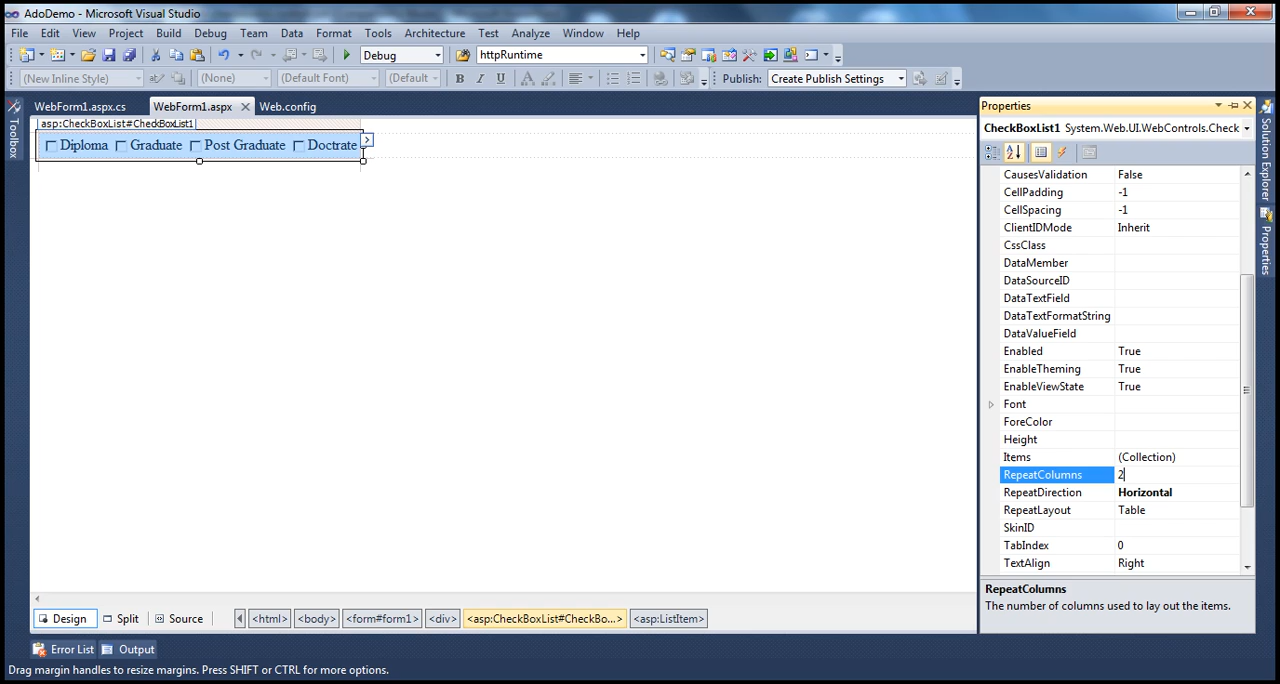 AdoDemo - Microsoft Visual Studio
File Edit View Project Build Debug Team Data Format Tools Architecture Test Analyze Window Help
Debug httpRuntime
(New Inline Style) (None) (Default Font) (Default B I U A Publish: Create Publish Settings
WebForm1.aspx.cs WebForm1.aspx Web.config
asp:CheckBoxList#CheckBoxList1
Diploma Graduate Post Graduate Doctrate
Toolbox
Properties
CheckBoxList1 System.Web.UI.WebControls.Check
CausesValidation False
CellPadding -1
CellSpacing -1
ClientIDMode Inherit
CssClass
DataMember
DataSourceID
DataTextField
DataTextFormatString
DataValueField
Enabled True
EnableTheming True
EnableViewState True
Font
ForeColor
Height
Items (Collection)
RepeatColumns 2
RepeatDirection Horizontal
RepeatLayout Table
SkinID
TabIndex 0
TextAlign Right
RepeatColumns
The number of columns used to lay out the items.
Solution Explorer
Properties
Design Split Source <html> <body> <form#form1> <div> <asp:CheckBoxList#CheckBo...> <asp:ListItem>
Error List Output
Drag margin handles to resize margins. Press SHIFT or CTRL for more options.